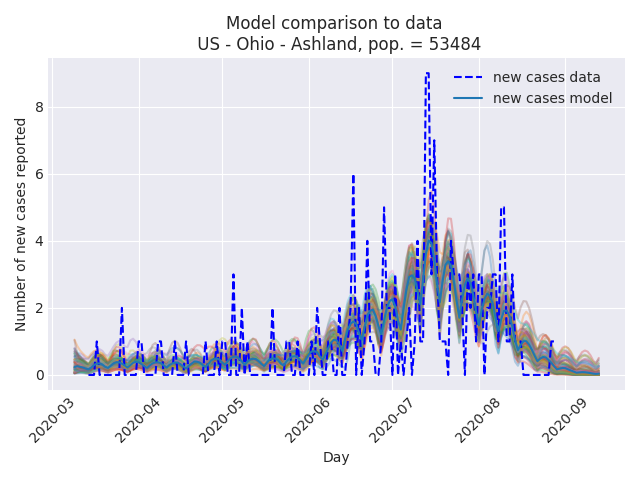 Model comparison to data
US - Ohio - Ashland, pop. = 53484
new cases data
new cases model
Number of new cases reported
8
6
4
2
0
2020-03
2020-04
2020-05
2020-06
2020-07
2020-08
2020-09
Day